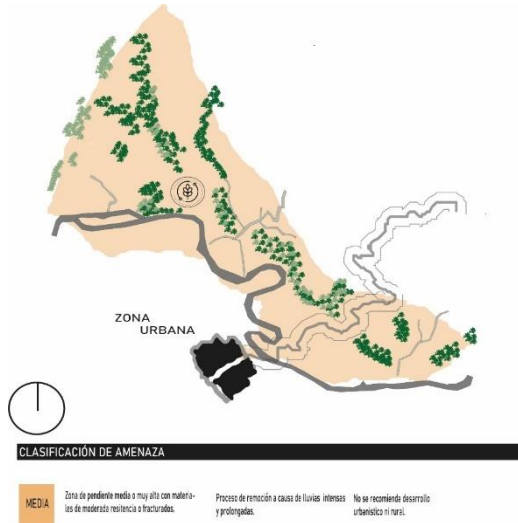 ZONA
URBANA
CLASIFICACIÓN DE AMENAZA
MEDIA
Zona de pendiente media o muy alta con materia-
les de moderada resitencia o fracturados.
Proceso de remoción a causa de lluvias intensas
y prolongadas.
No se recomienda desarrollo
urbanístico ni rural.